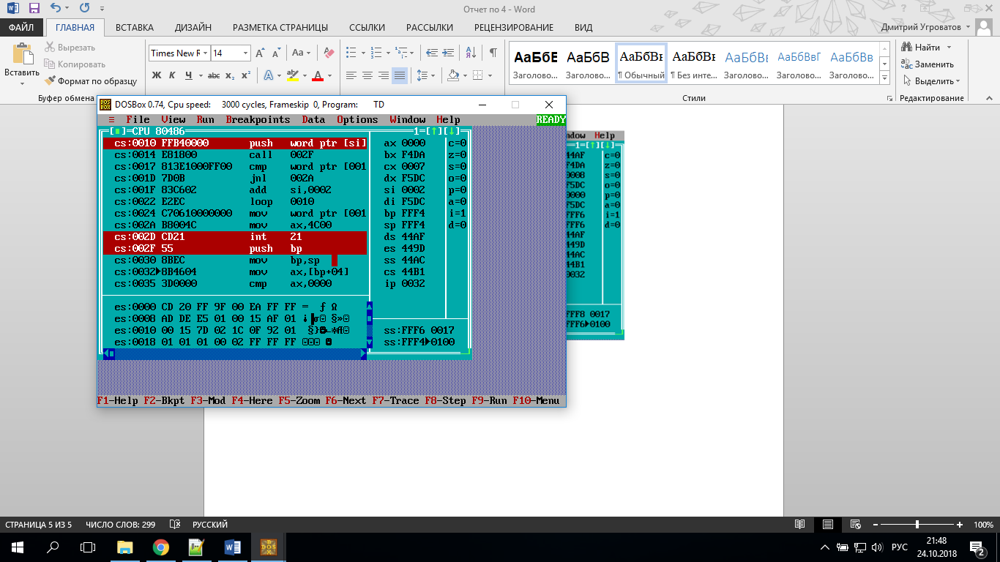 Отчет по 4 - Word
ФАЙЛ ГЛАВНАЯ ВСТАВКА ДИЗАЙН РАЗМЕТКА СТРАНИЦЫ ССЫЛКИ РАССЫЛКИ РЕЦЕНЗИРОВАНИЕ ВИД Дмитрий Угроватов
Вставить
Вырезать
Копировать
Формат по образцу
Буфер обмена
Times New R 14
Ж К Ч abc x₂ x²
АаБбВ АаБбВ АаБбВв АаБбВв АаБбВв АаБбВвГ АаБбВв
Заголово... Заголово... ¶ Обычный ¶ Без инте... Заголово... Заголово... Заголово...
Стили
Найти
Заменить
Выделить
Редактирование
DOSBox 0.74, Cpu speed: 3000 cycles, Frameskip 0, Program: TD
≡ File View Run Breakpoints Data Options Window Help READY
[■]=CPU 80486 1=[↑][↓]
cs:0010 FFB40000 push word ptr [si] ax 0000 c=0
cs:0014 E81800 call 002F bx F4DA z=0
cs:0017 813E1000FF00 cmp word ptr [001 cx 0007 s=0
cs:001D 7D0B jnl 002A dx F5DC o=0
cs:001F 83C602 add si,0002 si 0002 p=0
cs:0022 E2EC loop 0010 di F5DC a=0
cs:0024 C70610000000 mov word ptr [001 bp FFF4 i=1
cs:002A B8004C mov ax,4C00 sp FFF4 d=0
cs:002D CD21 int 21 ds 44AF
cs:002F 55 push bp es 449D
cs:0030 8BEC mov bp,sp ss 44AC
cs:0032►8B4604 mov ax,[bp+04] cs 44B1
cs:0035 3D0000 cmp ax,0000 ip 0032
es:0000 CD 20 FF 9F 00 EA FF FF = ƒ Ω
es:0008 AD DE E5 01 00 15 AF 01
es:0010 00 15 7D 02 1C 0F 92 01
es:0018 01 01 01 00 02 FF FF FF
ss:FFF6 0017
ss:FFF4►0100
F1-Help F2-Bkpt F3-Mod F4-Here F5-Zoom F6-Next F7-Trace F8-Step F9-Run F10-Menu
ndow Help
1=[↑][↓]
44AF c=0
F4DA z=0
0008 s=0
F5DC o=0
0000 p=0
F5DC a=0
FFF6 i=1
FFF6 d=0
44AF
449D
44AC
44B1
0032
FFF8 0017
FFF6►0100
СТРАНИЦА 5 ИЗ 5 ЧИСЛО СЛОВ: 299 РУССКИЙ 100%
РУС
21:48
24.10.2018
2